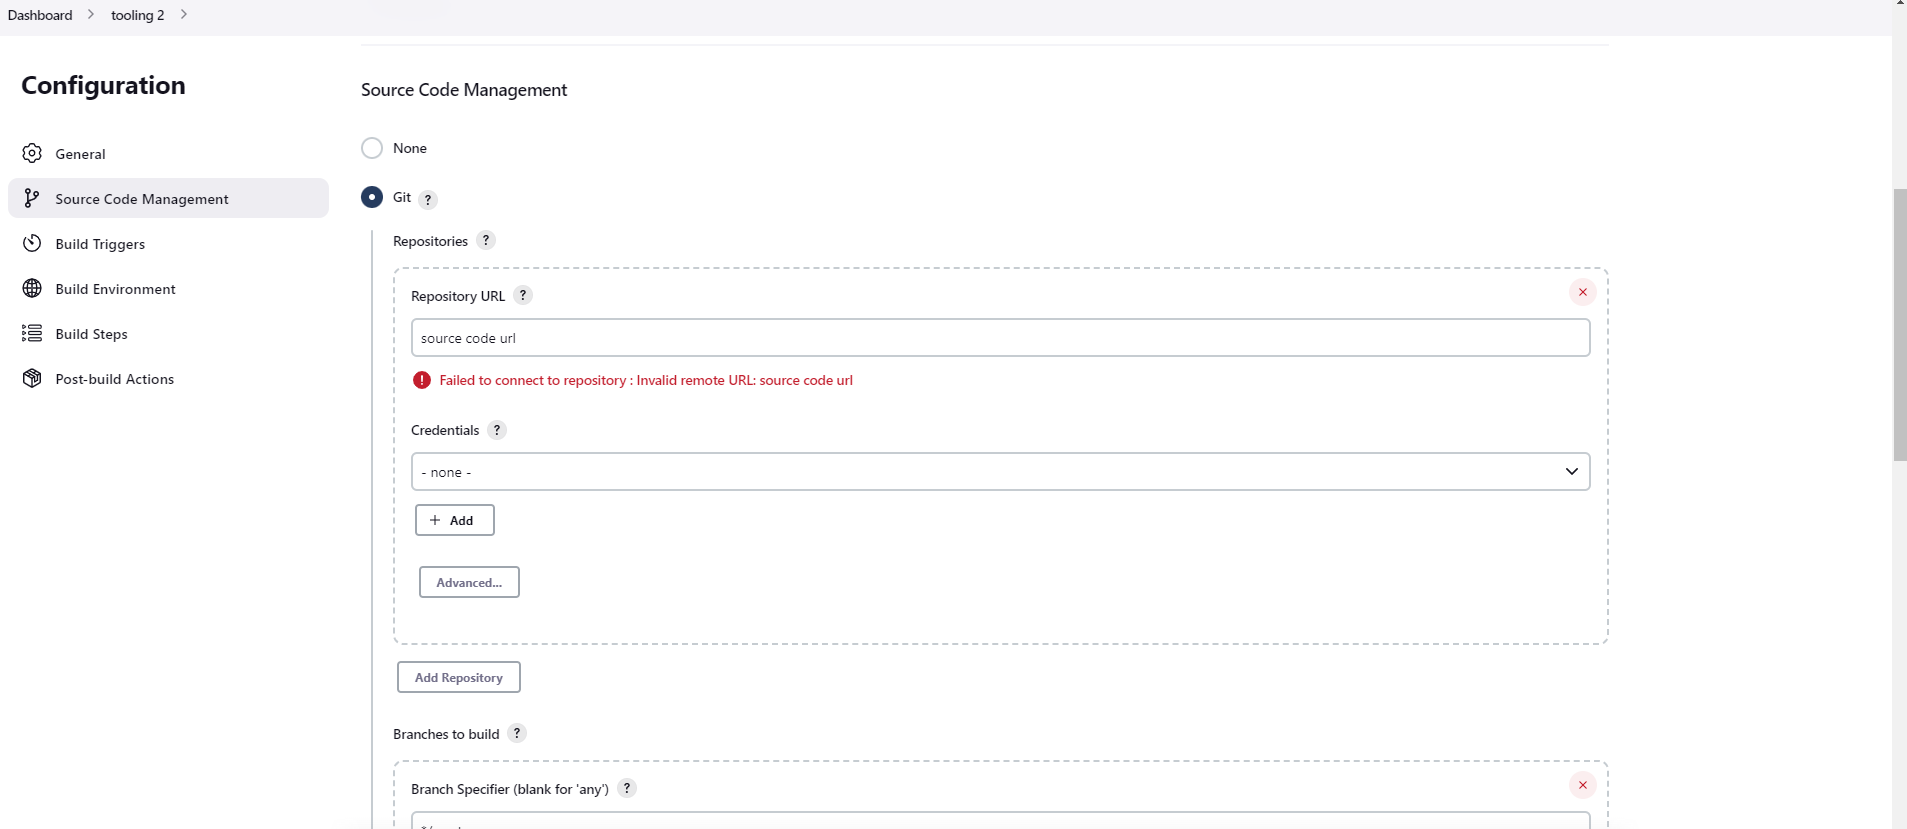 Dashboard
tooling 2
Configuration
General
Source Code Management
Build Triggers
Build Environment
Build Steps
Post-build Actions
Source Code Management
None
Git ?
Repositories ?
Repository URL ?
source code url
! Failed to connect to repository : Invalid remote URL: source code url
Credentials ?
- none -
+ Add
Advanced...
Add Repository
Branches to build ?
Branch Specifier (blank for 'any') ?